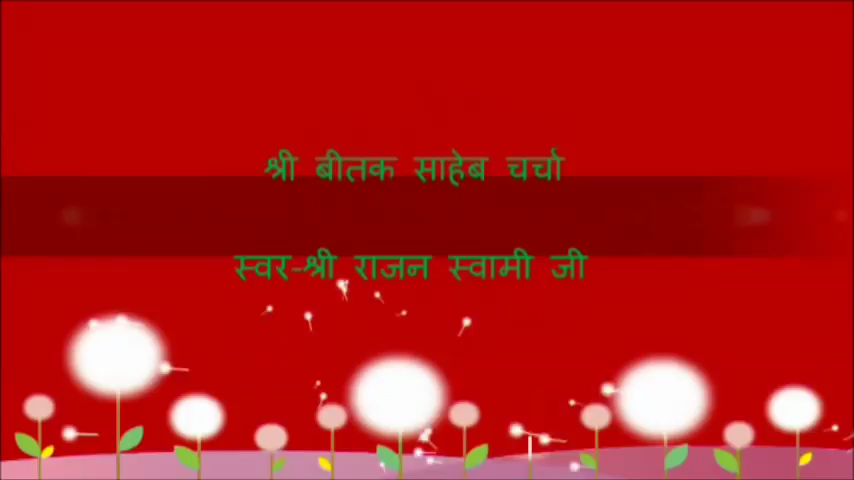 श्री बीतक साहेब चर्चा
स्वर-श्री राजन स्वामी जी